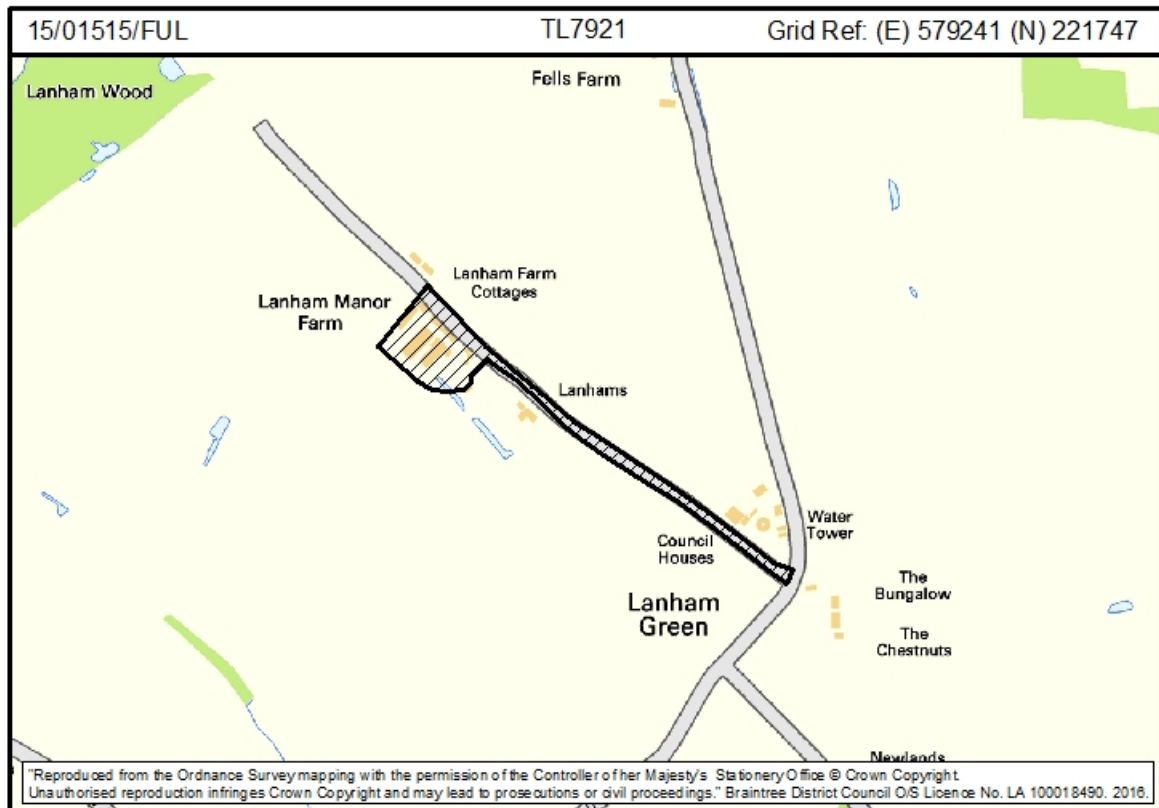 15/01515/FUL TL7921 Grid Ref: (E) 579241 (N) 221747
Fells Farm
Lanham Wood
Lanham Farm
Cottages
Lanham Manor
Farm
Lanhams
Water
Tower
Council
Houses
The
Bungalow
Lanham
Green
The
Chestnuts
Newlands
"Reproduced from the Ordnance Survey mapping with the permission of the Controller of her Majesty's Stationery Office © Crown Copyright.
Unauthorised reproduction infringes Crown Copyright and may lead to prosecutions or civil proceedings." Braintree District Council O/S Licence No. LA 100018490. 2016.